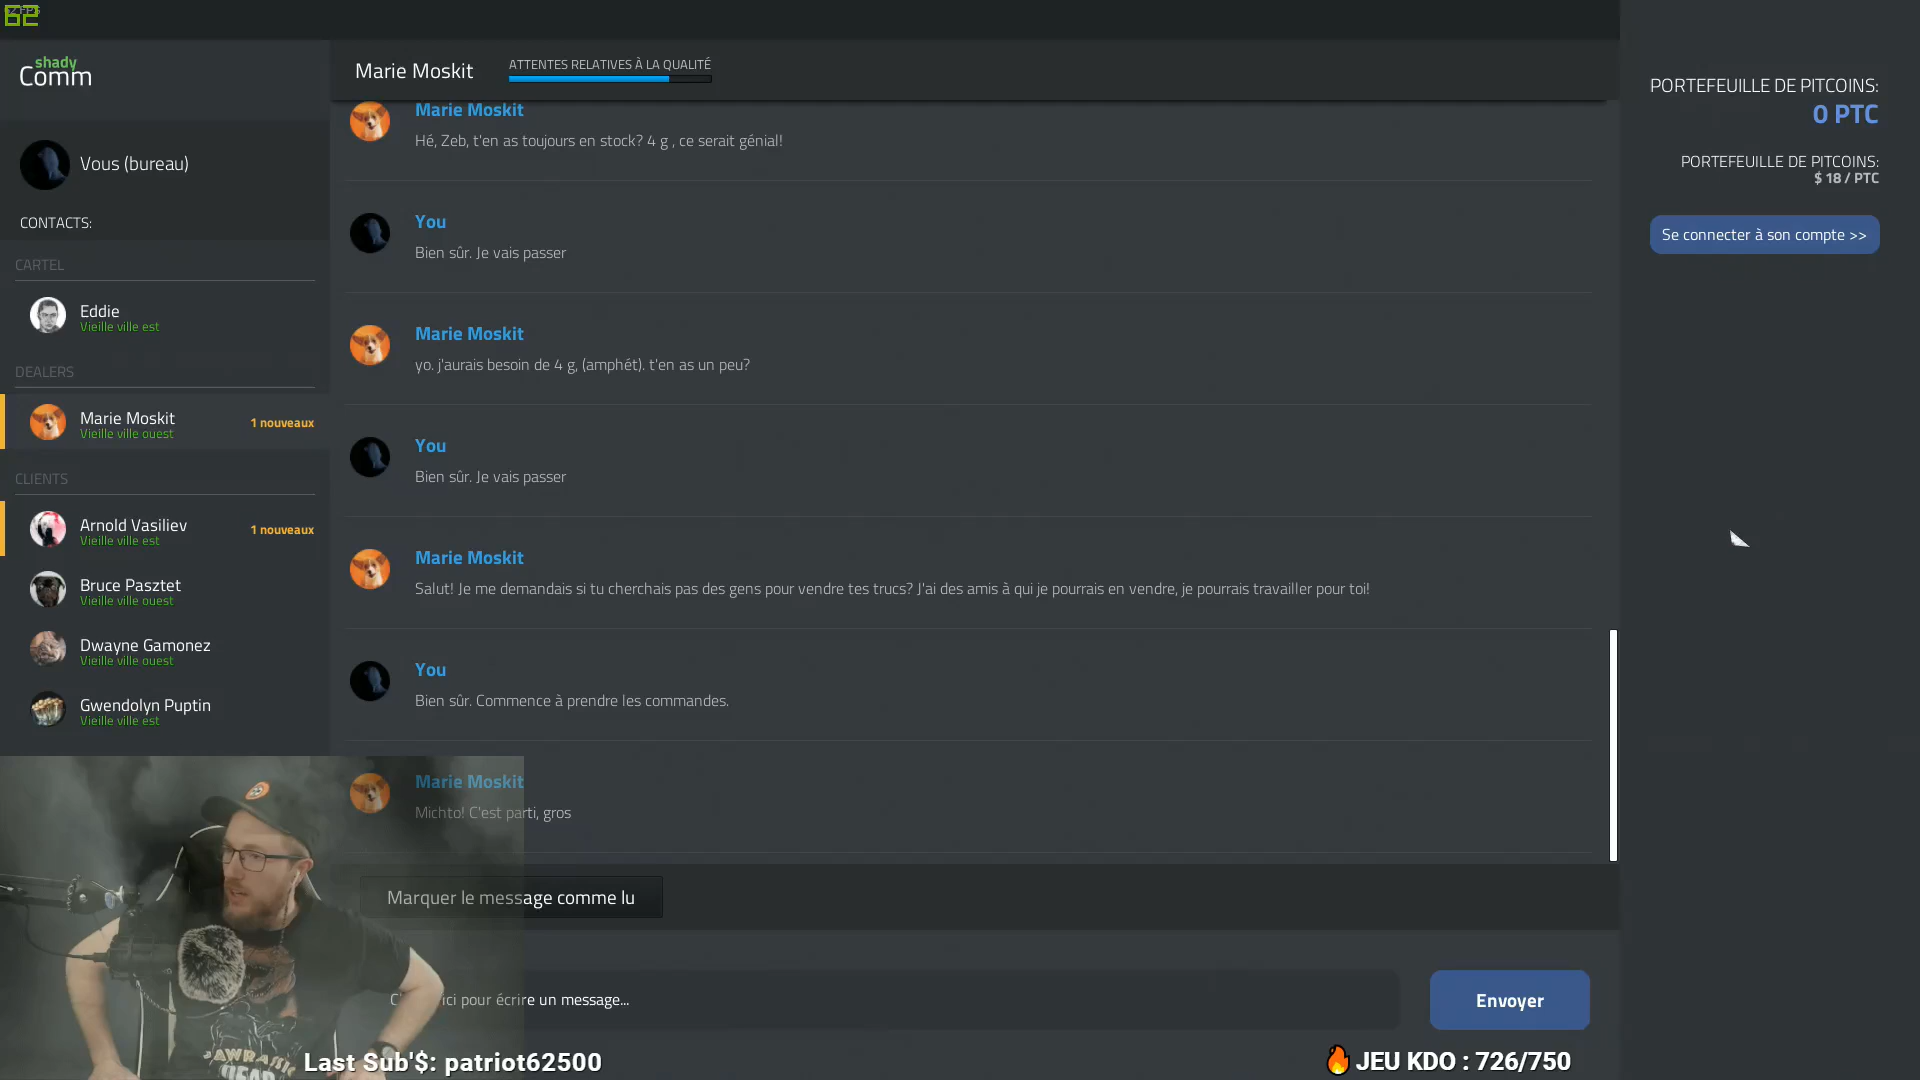 62 FPS
shady
Comm
Vous (bureau)
CONTACTS:
CARTEL
Eddie
Vieille ville est
DEALERS
Marie Moskit
Vieille ville ouest
1 nouveaux
CLIENTS
Arnold Vasiliev
Vieille ville est
1 nouveaux
Bruce Pasztet
Vieille ville ouest
Dwayne Gamonez
Vieille ville ouest
Gwendolyn Puptin
Vieille ville est
Marie Moskit
ATTENTES RELATIVES À LA QUALITÉ
Marie Moskit
Hé, Zeb, t'en as toujours en stock? 4 g , ce serait génial!
You
Bien sûr. Je vais passer
Marie Moskit
yo. j'aurais besoin de 4 g, (amphét). t'en as un peu?
You
Bien sûr. Je vais passer
Marie Moskit
Salut! Je me demandais si tu cherchais pas des gens pour vendre tes trucs? J'ai des amis à qui je pourrais en vendre, je pourrais travailler pour toi!
You
Bien sûr. Commence à prendre les commandes.
Marie Moskit
Michto! C'est parti, gros
Marquer le message comme lu
ici pour écrire un message...
Envoyer
PORTEFEUILLE DE PITCOINS:
0 PTC
PORTEFEUILLE DE PITCOINS:
$ 18 / PTC
Se connecter à son compte >>
Last Sub'$: patriot62500
JEU KDO : 726/750